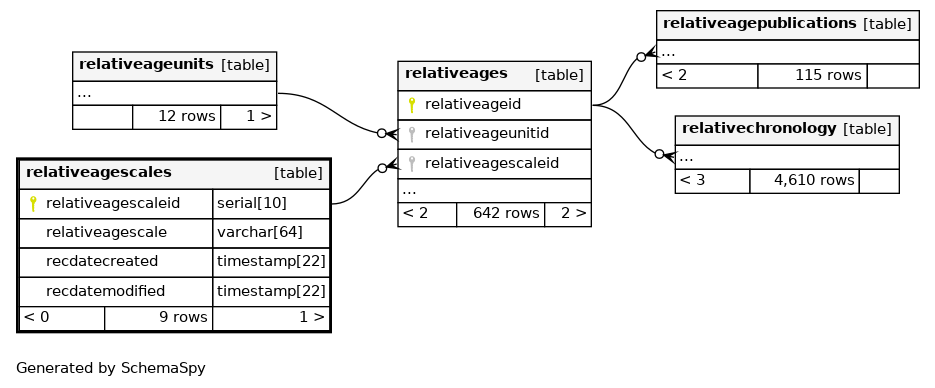 relativeageunits [table]
...
12 rows 1 >
relativeagescales [table]
relativeagescaleid serial[10]
relativeagescale varchar[64]
recdatecreated timestamp[22]
recdatemodified timestamp[22]
< 0 9 rows 1 >
relativeages [table]
relativeageid
relativeageunitid
relativeagescaleid
...
< 2 642 rows 2 >
relativeagepublications [table]
...
< 2 115 rows
relativechronology [table]
...
< 3 4,610 rows
Generated by SchemaSpy